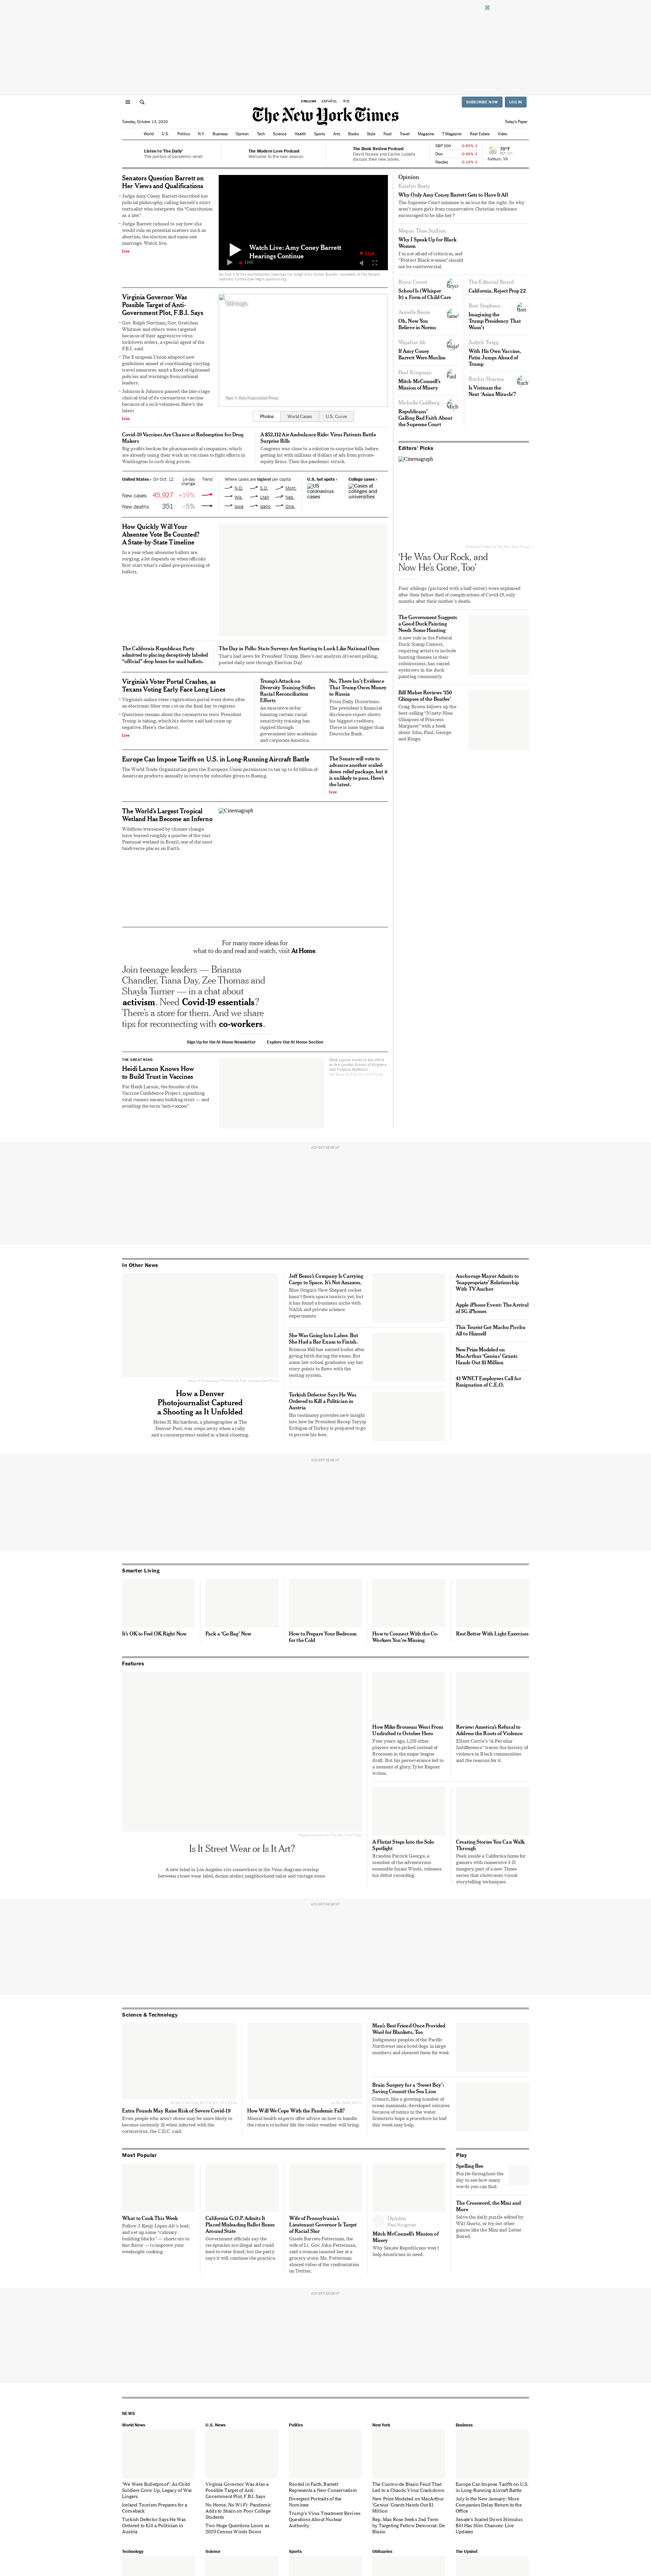 ENGLISH ESPAÑOL 中文
SUBSCRIBE NOW LOG IN
The New York Times
Tuesday, October 13, 2020
Today's Paper
World U.S. Politics N.Y. Business Opinion Tech Science Health Sports Arts Books Style Food Travel Magazine T Magazine Real Estate Video
Listen to 'The Daily'
The politics of pandemic relief.
The Modern Love Podcast
Welcome to the new season.
The Book Review Podcast
David Nasaw and Carlos Lozada
discuss their new books.
S&P 500 -0.63% ↓
Dow -0.49% ↓
Nasdaq -0.10% ↓
70°F
Ashburn, VA
Senators Question Barrett on
Her Views and Qualifications
Judge Amy Coney Barrett described her
judicial philosophy, calling herself a strict
textualist who interprets the "Constitution
as a law."
Judge Barrett refused to say how she
would rule on potential matters such as
abortion, the election and same-sex
marriage. Watch live.
Live
Watch Live: Amy Coney Barrett
Hearings Continue
Live
LIVE
Virginia Governor Was
Possible Target of Anti-
Government Plot, F.B.I. Says
Gov. Ralph Northam, Gov. Gretchen
Whitmer and others were targeted
because of their aggressive virus
lockdown orders, a special agent of the
F.B.I. said.
The European Union adopted new
guidelines aimed at coordinating varying
travel measures amid a flood of tightened
policies and warnings from national
leaders.
Johnson & Johnson paused the late-stage
clinical trial of its coronavirus vaccine
because of a sick volunteer. Here's the
latest
Live
Photos World Cases U.S. Curve
Covid-19 Vaccines Are Chance at Redemption for Drug
Makers
Big profits beckon for pharmaceutical companies, which
are also using their work on vaccines to fight efforts in
Washington to curb drug prices.
A $52,112 Air Ambulance Ride: Virus Patients Battle
Surprise Bills
Congress was close to a solution to surprise bills before
getting hit with millions of dollars of ads from private-
equity firms. Then the pandemic struck.
United States › On Oct. 12 14-day
change
Trend
New cases 45,927 +19%
New deaths 351 –5%
Where cases are highest per capita
N.D. S.D. Mont.
Wis. Utah Neb.
Iowa Idaho Okla.
U.S. hot spots ›
US
coronavirus
cases
College cases ›
Cases at
colleges and
universities
How Quickly Will Your
Absentee Vote Be Counted?
A State-by-State Timeline
In a year when absentee ballots are
surging, a lot depends on when officials
first start what's called pre-processing of
ballots.
The California Republican Party
admitted to placing deceptively labeled
"official" drop boxes for mail ballots.
The Day in Polls: State Surveys Are Starting to Look Like National Ones
That's bad news for President Trump. Here's our analysis of recent polling,
posted daily now through Election Day.
Virginia's Voter Portal Crashes, as
Texans Voting Early Face Long Lines
Virginia's online voter registration portal went down after
an electronic fiber was cut on the final day to register.
Questions remain about the coronavirus tests President
Trump is taking, which his doctor said had come up
negative. Here's the latest.
Live
Trump's Attack on
Diversity Training Stifles
Racial Reconciliation
Efforts
An executive order
banning certain racial
sensitivity training has
rippled through
government into academia
and corporate America.
No, There Isn't Evidence
That Trump Owes Money
to Russia
From Daily Distortions:
The president's financial
disclosure report shows
his biggest creditors.
There is none bigger than
Deutsche Bank.
Europe Can Impose Tariffs on U.S. in Long-Running Aircraft Battle
The World Trade Organization gave the European Union permission to tax up to $4 billion of
American products annually in return for subsidies given to Boeing.
The Senate will vote to
advance another scaled-
down relief package, but it
is unlikely to pass. Here's
the latest.
Live
The World's Largest Tropical
Wetland Has Become an Inferno
Wildfires worsened by climate change
have burned roughly a quarter of the vast
Pantanal wetland in Brazil, one of the most
biodiverse places on Earth.
Cinemagraph
For many more ideas for
what to do and read and watch, visit At Home.
Join teenage leaders — Brianna
Chandler, Tiana Day, Zee Thomas and
Shayla Turner — in a chat about
activism. Need Covid-19 essentials?
There's a store for them. And we share
tips for reconnecting with co-workers.
Sign Up for the At Home Newsletter Explore Our At Home Section
THE GREAT READ
Heidi Larson Knows How
to Build Trust in Vaccines
For Heidi Larson, the founder of the
Vaccine Confidence Project, squashing
viral rumors means building trust — and
avoiding the term "anti-vaxxer."
Opinion
Katelyn Beaty
Why Only Amy Coney Barrett Gets to Have It All
The Supreme Court nominee is an icon for the right. So why
aren't more girls from conservative Christian traditions
encouraged to be like her?
Megan Thee Stallion
Why I Speak Up for Black
Women
I'm not afraid of criticism, and
"Protect Black women" should
not be controversial.
Bryce Covert
School Is (Whisper
It) a Form of Child Care
Jamelle Bouie
Oh, Now You
Believe in Norms
Wajahat Ali
If Amy Coney
Barrett Were Muslim
Paul Krugman
Mitch McConnell's
Mission of Misery
Michelle Goldberg
Republicans'
Galling Bad Faith About
the Supreme Court
The Editorial Board
California, Reject Prop 22
Bret Stephens
Imagining the
Trump Presidency That
Wasn't
Judyth Twigg
With His Own Vaccine,
Putin Jumps Ahead of
Trump
Ruchir Sharma
Is Vietnam the
Next 'Asian Miracle'?
Editors' Picks
Cinemagraph
'He Was Our Rock, and
Now He's Gone, Too'
Four siblings (pictured with a half sister) were orphaned
after their father died of complications of Covid-19, only
months after their mother's death.
The Government Suggests
a Good Duck Painting
Needs Some Hunting
A new rule in the Federal
Duck Stamp Contest,
requiring artists to include
hunting themes in their
submissions, has raised
eyebrows in the duck
painting community.
Bill Maher Reviews '150
Glimpses of the Beatles'
Craig Brown follows up the
best-selling "Ninety-Nine
Glimpses of Princess
Margaret" with a book
about John, Paul, George
and Ringo.
ADVERTISEMENT
In Other News
How a Denver
Photojournalist Captured
a Shooting as It Unfolded
Helen H. Richardson, a photographer at The
Denver Post, was steps away when a rally
and a counterprotest ended in a fatal shooting.
Jeff Bezos's Company Is Carrying
Cargo to Space. It's Not Amazon.
Blue Origin's New Shepard rocket
hasn't flown space tourists yet, but
it has found a business niche with
NASA and private science
experiments.
She Was Going Into Labor. But
She Had a Bar Exam to Finish.
Brianna Hill has earned kudos after
giving birth during the exam. But
some law school graduates say her
story points to flaws with the
testing system.
Turkish Defector Says He Was
Ordered to Kill a Politician in
Austria
His testimony provides new insight
into how far President Recep Tayyip
Erdogan of Turkey is prepared to go
to pursue his foes.
Anchorage Mayor Admits to
'Inappropriate' Relationship
With TV Anchor
Apple iPhone Event: The Arrival
of 5G iPhones
This Tourist Got Machu Picchu
All to Himself
New Prize Modeled on
MacArthur 'Genius' Grants
Hands Out $1 Million
41 WNET Employees Call for
Resignation of C.E.O.
ADVERTISEMENT
Smarter Living
It's OK to Feel OK Right Now
Pack a 'Go Bag' Now
How to Prepare Your Bedroom
for the Cold
How to Connect With the Co-
Workers You're Missing
Rest Better With Light Exercises
Features
Is It Street Wear or Is It Art?
A new label in Los Angeles sits somewhere in the Venn diagram overlap
between street wear label, design atelier, neighborhood tailor and vintage store.
How Mike Brosseau Went From
Undrafted to October Hero
Four years ago, 1,216 other
players were picked instead of
Brosseau in the major league
draft. But his perseverance led to
a moment of glory, Tyler Kepner
writes.
Review: America's Refusal to
Address the Roots of Violence
Elliott Currie's "A Peculiar
Indifference" traces the history of
violence in Black communities
and the reasons for it.
A Flutist Steps Into the Solo
Spotlight
Brandon Patrick George, a
member of the adventurous
ensemble Imani Winds, releases
his debut recording.
Creating Stories You Can Walk
Through
Peek inside a California home for
gamers with immersive 3-D
imagery, part of a new Times
series that showcases visual
storytelling techniques.
ADVERTISEMENT
Science & Technology
Extra Pounds May Raise Risk of Severe Covid-19
Even people who aren't obese may be more likely to
become seriously ill when infected with the
coronavirus, the C.D.C. said.
How Will We Cope With the Pandemic Fall?
Mental health experts offer advice on how to handle
the return to indoor life the cooler weather will bring.
Man's Best Friend Once Provided
Wool for Blankets, Too
Indigenous peoples of the Pacific
Northwest once bred dogs in large
numbers and sheared them for wool.
Brain Surgery for a 'Sweet Boy':
Saving Cronutt the Sea Lion
Cronutt, like a growing number of
ocean mammals, developed seizures
because of toxins in the water.
Scientists hope a procedure he had
this week may help.
Most Popular
What to Cook This Week
Follow J. Kenji López-Alt's lead,
and set up some "culinary
building blocks" — shortcuts to
fast flavor — to improve your
weeknight cooking.
California G.O.P. Admits It
Placed Misleading Ballot Boxes
Around State
Government officials say the
receptacles are illegal and could
lead to voter fraud, but the party
says it will continue the practice.
Wife of Pennsylvania's
Lieutenant Governor Is Target
of Racial Slur
Gisele Barreto Fetterman, the
wife of Lt. Gov. John Fetterman,
said a woman taunted her at a
grocery store. Ms. Fetterman
shared video of the confrontation
on Twitter.
Opinion
Paul Krugman
Mitch McConnell's Mission of
Misery
Why Senate Republicans won't
help Americans in need.
Play
Spelling Bee
Puzzle throughout the
day to see how many
words you can find.
The Crossword, the Mini and
More
Solve the daily puzzle edited by
Will Shortz, or try out other
games like the Mini and Letter
Boxed.
ADVERTISEMENT
NEWS
World News
'We Were Bulletproof': As Child
Soldiers Grow Up, Legacy of War
Lingers
Iceland Tourism Prepares for a
Comeback
Turkish Defector Says He Was
Ordered to Kill a Politician in
Austria
U.S. News
Virginia Governor Was Also a
Possible Target of Anti-
Government Plot, F.B.I. Says
No Home, No Wi-Fi: Pandemic
Adds to Strain on Poor College
Students
Two Huge Questions Loom as
2020 Census Winds Down
Politics
Rooted in Faith, Barrett
Represents a New Conservatism
Divergent Portraits of the
Nominee
Trump's Virus Treatment Revives
Questions About Nuclear
Authority
New York
The Cuomo-de Blasio Feud That
Led to a Chaotic Virus Crackdown
New Prize Modeled on MacArthur
'Genius' Grants Hands Out $1
Million
Rep. Max Rose Seeks 2nd Term
by Targeting Fellow Democrat: De
Blasio
Business
Europe Can Impose Tariffs on U.S.
in Long-Running Aircraft Battle
July Is the New January: More
Companies Delay Return to the
Office
Senate's Scaled Down Stimulus
Bill Has Slim Chances: Live
Updates
Technology Science Sports Obituaries The Upshot